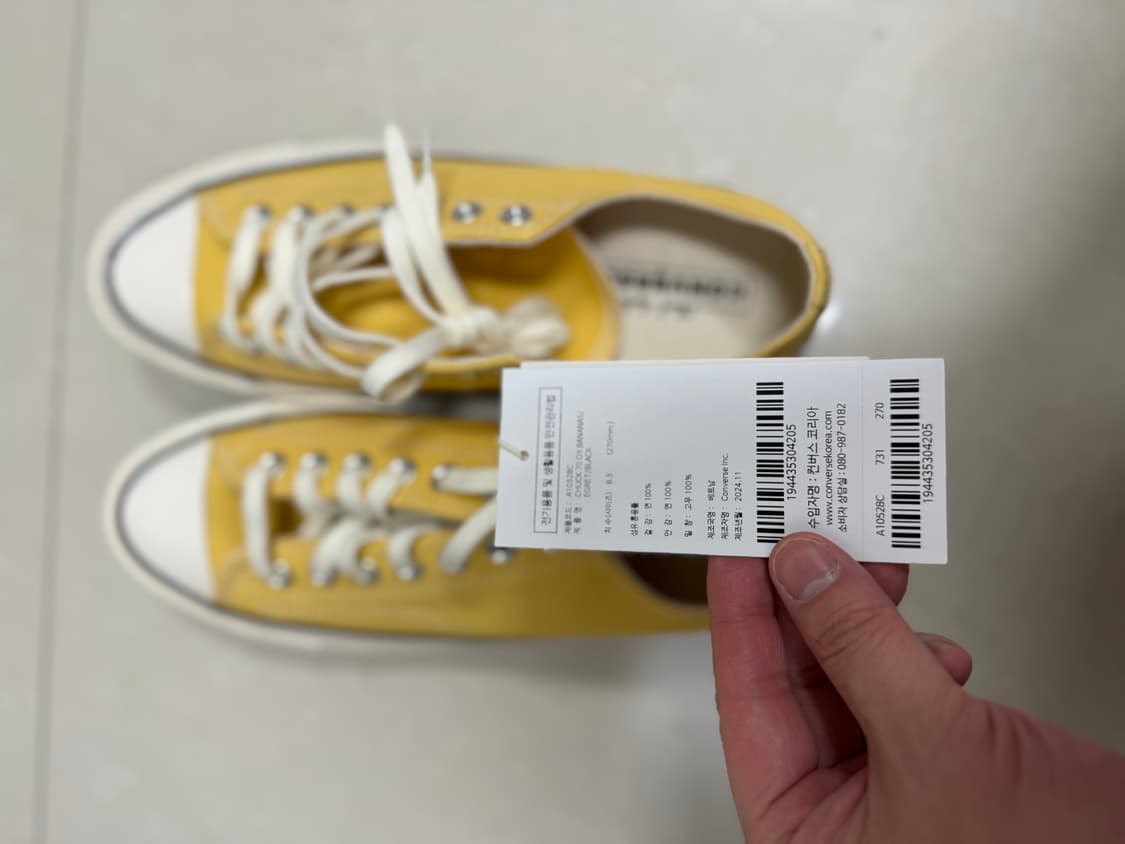 전기용품 및 생활용품 안전관리법
제품코드 : A10528C
제 품 명 : CHUCK 70 OX BANANAS/
EGRET/BLACK
치수(사이즈) : 8.5 (270mm)
섬유혼용률
겉 감 : 면 100%
안 감 : 면 100%
밑 창 : 고무 100%
제조국명 : 베트남
제조자명 : Converse Inc.
제조년월 : 2024.11
194435304205
수입자명 : 컨버스 코리아
www.conversekorea.com
소비자 상담실 : 080-987-0182
A10528C 731 270
194435304205
CONVERSE